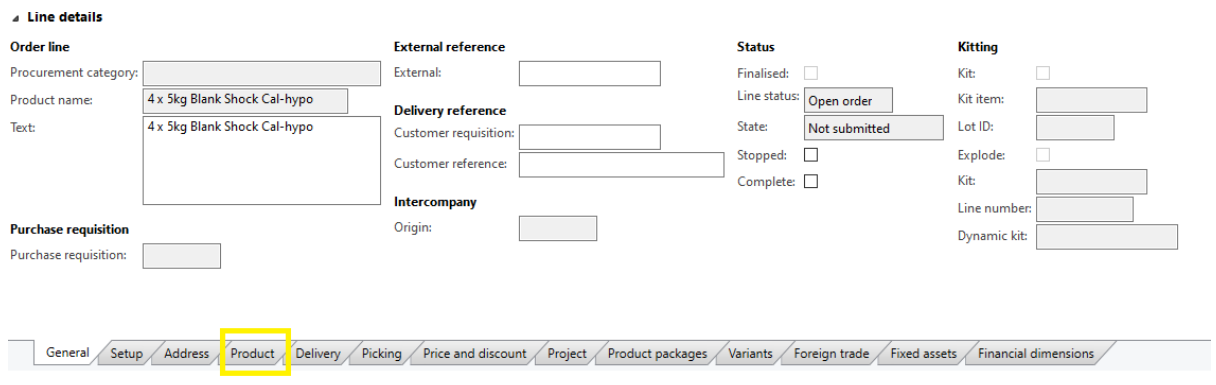 Line details
Order line
Procurement category:
Product name: 4 x 5kg Blank Shock Cal-hypo
Text: 4 x 5kg Blank Shock Cal-hypo
Purchase requisition
Purchase requisition:
External reference
External:
Delivery reference
Customer requisition:
Customer reference:
Intercompany
Origin:
Status
Finalised:
Line status: Open order
State: Not submitted
Stopped:
Complete:
Kitting
Kit:
Kit item:
Lot ID:
Explode:
Kit:
Line number:
Dynamic kit:
General Setup Address Product Delivery Picking Price and discount Project Product packages Variants Foreign trade Fixed assets Financial dimensions